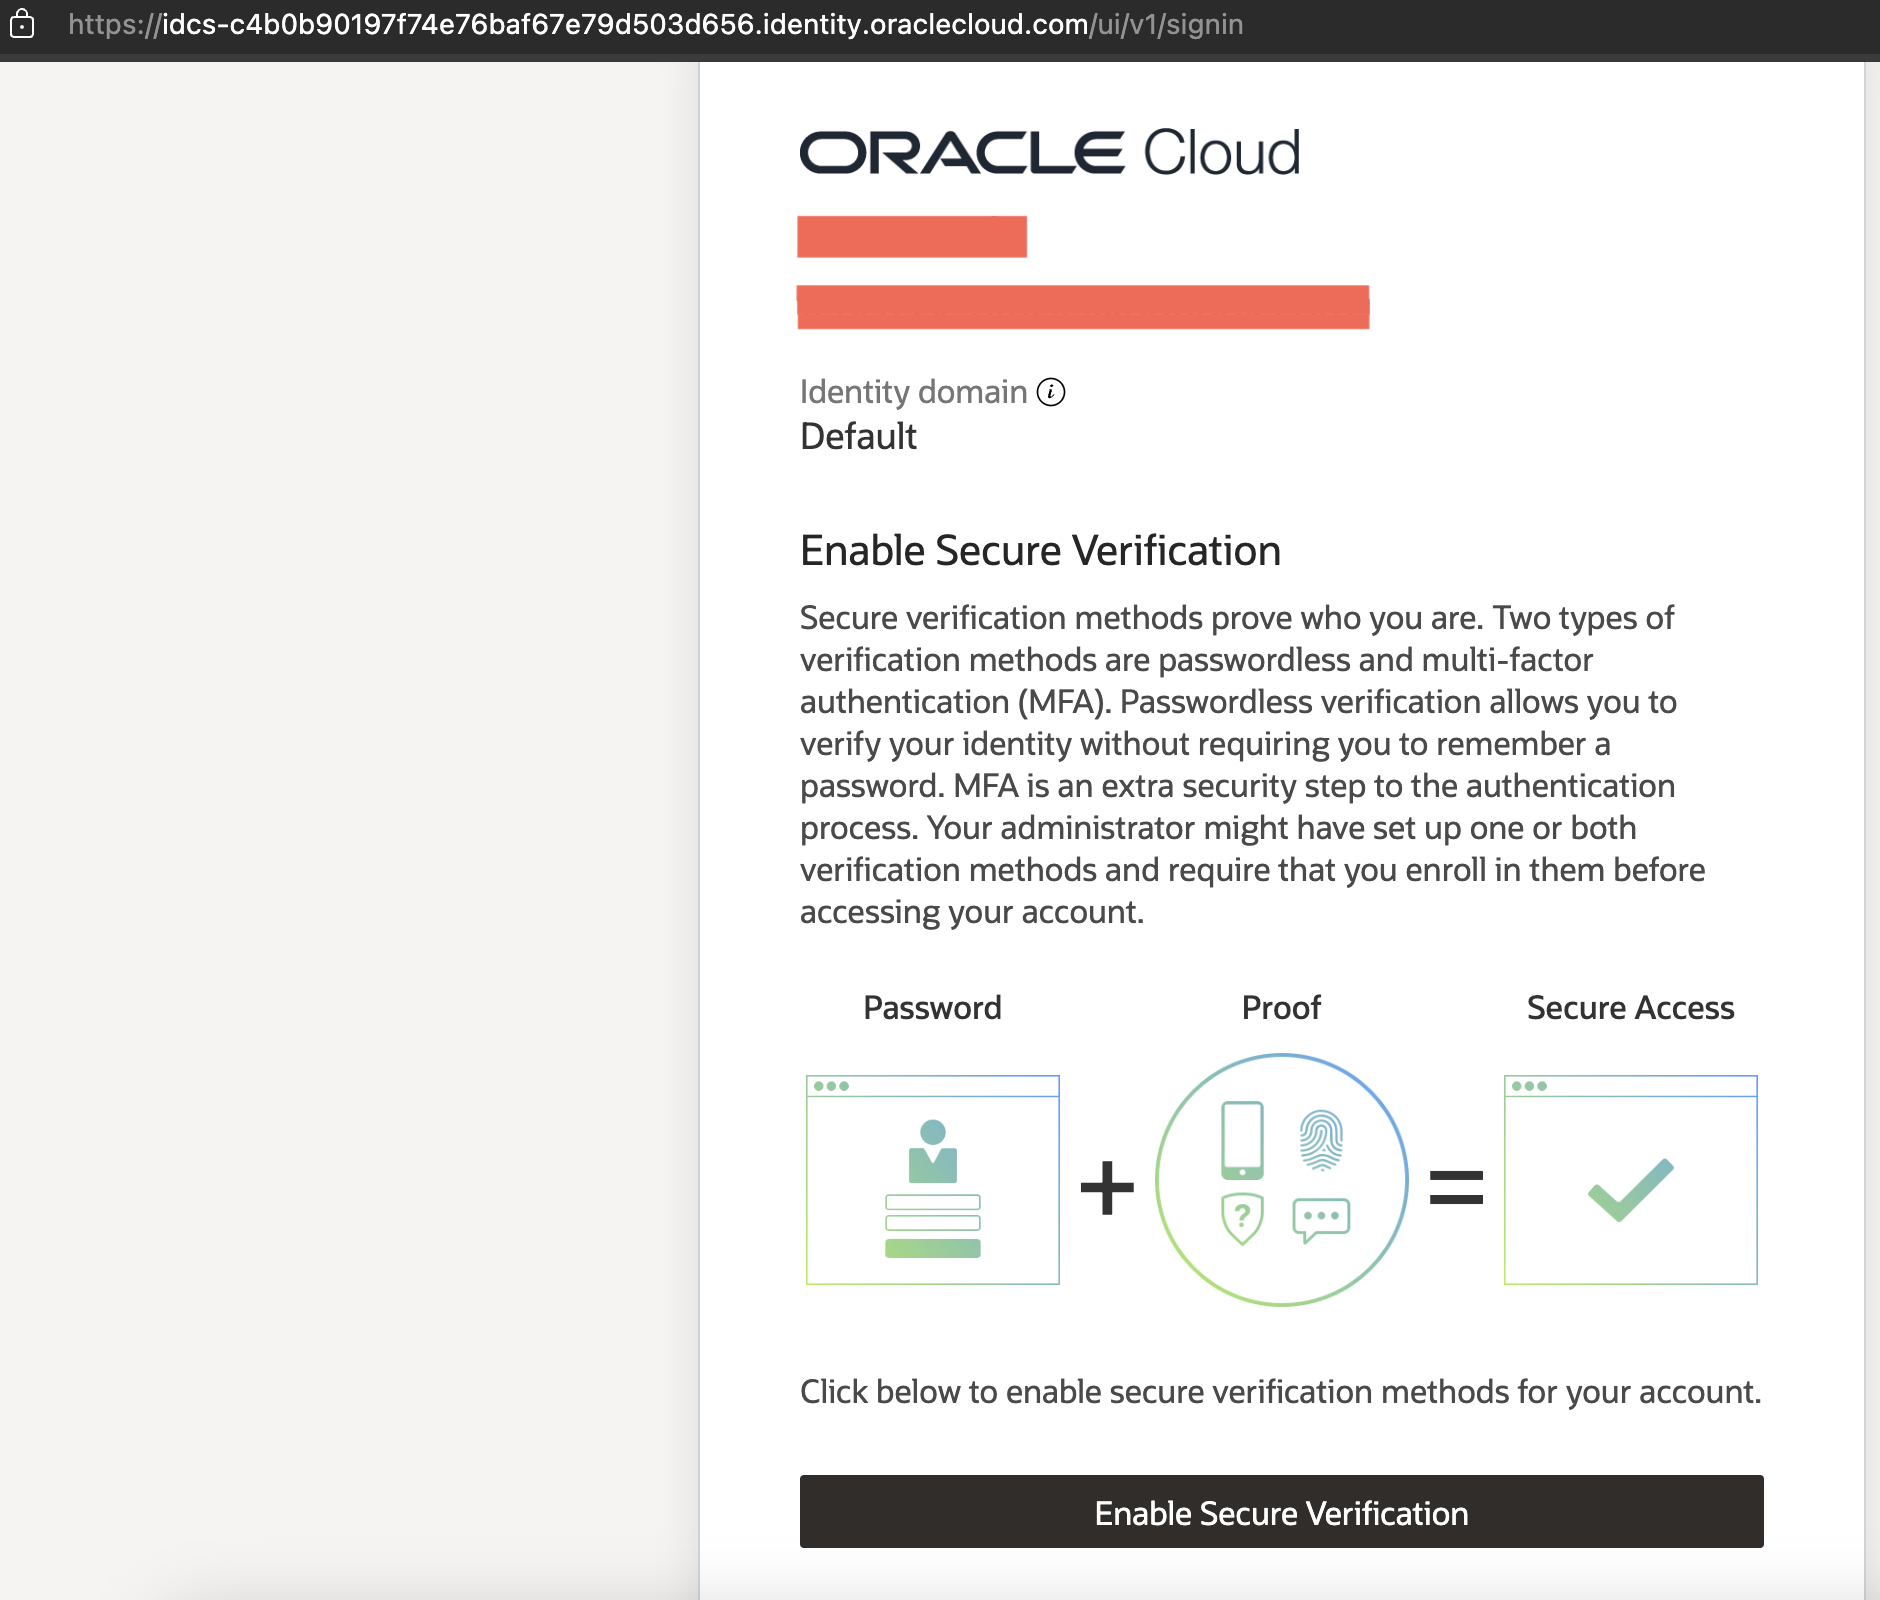 https://idcs-c4b0b90197f74e76baf67e79d503d656.identity.oraclecloud.com/ui/v1/signin
ORACLE Cloud
Identity domain
Default
Enable Secure Verification
Secure verification methods prove who you are. Two types of
verification methods are passwordless and multi-factor
authentication (MFA). Passwordless verification allows you to
verify your identity without requiring you to remember a
password. MFA is an extra security step to the authentication
process. Your administrator might have set up one or both
verification methods and require that you enroll in them before
accessing your account.
Password
Proof
Secure Access
Click below to enable secure verification methods for your account.
Enable Secure Verification